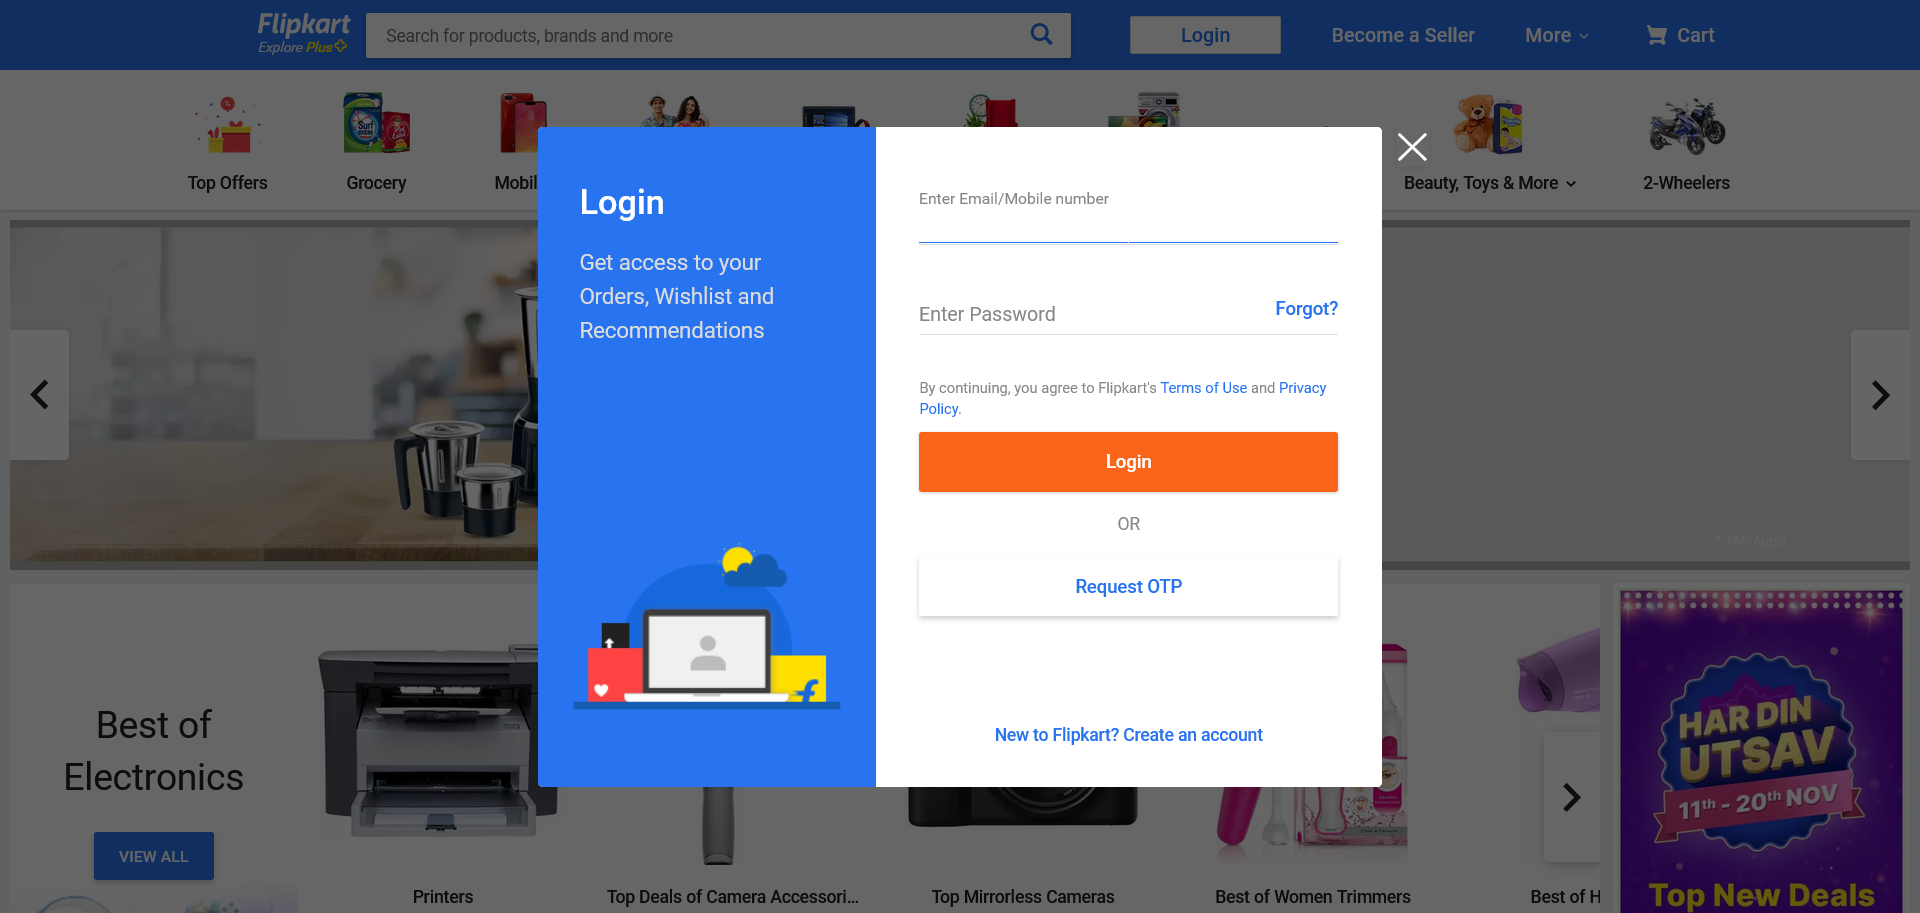 Flipkart
Explore Plus
Search for products, brands and more
Login
Become a Seller
More
Cart
Top Offers
Grocery
Mobil
Beauty, Toys & More
2-Wheelers
Login
Get access to your
Orders, Wishlist and
Recommendations
Enter Email/Mobile number
Enter Password
Forgot?
By continuing, you agree to Flipkart's Terms of Use and Privacy
Policy.
Login
OR
Request OTP
New to Flipkart? Create an account
* T&C Apply
Best of
Electronics
VIEW ALL
Printers
Top Deals of Camera Accessori...
Top Mirrorless Cameras
Best of Women Trimmers
Best of H
HAR DIN
UTSAV
11th - 20th NOV
Top New Deals